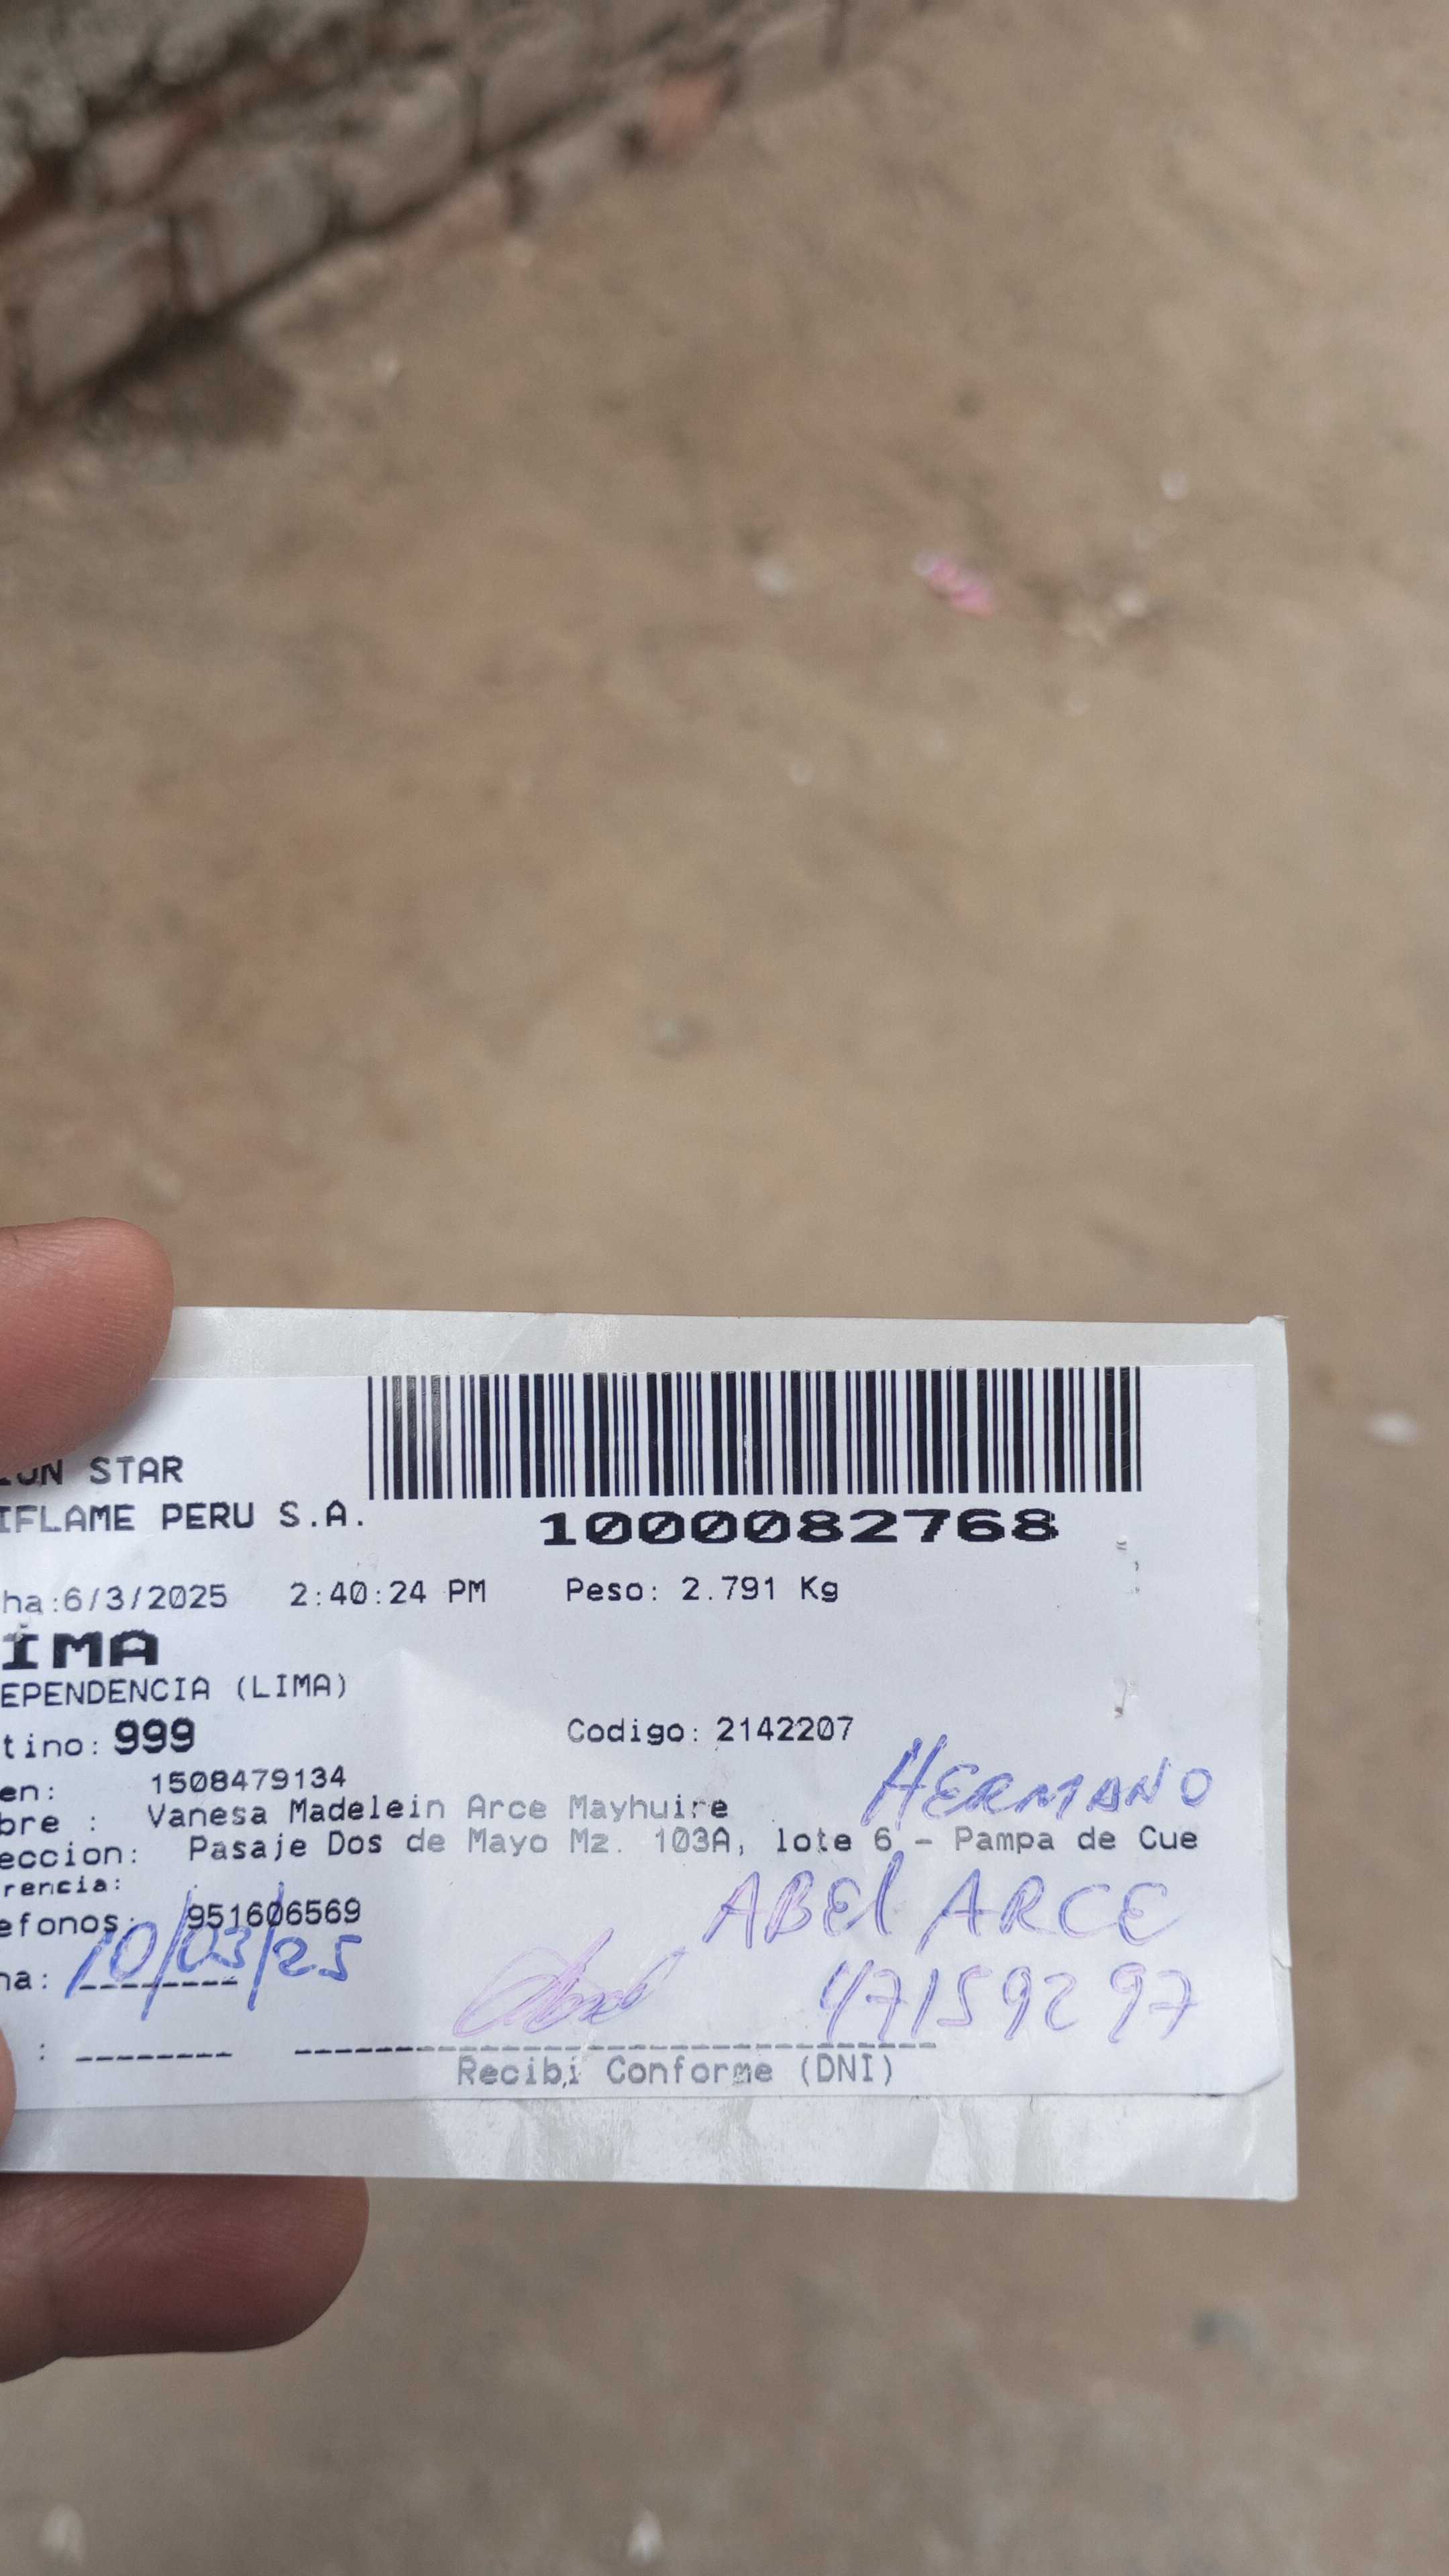 STAR
IFLAME PERU S.A.
1000082768
ha:6/3/2025 2:40:24 PM Peso: 2.791 Kg
IMA
EPENDENCIA (LIMA)
tino: 999 Codigo: 2142207
HERMANO
en: 1508479134
bre : Vanesa Madelein Arce Mayhuire
eccion: Pasaje Dos de Mayo Mz. 103A, lote 6 - Pampa de Cue
rencia:
ABEl ARCE
efonos: 951606569
na: 10/03/25
47159297
: --------
Recibi Conforme (DNI)